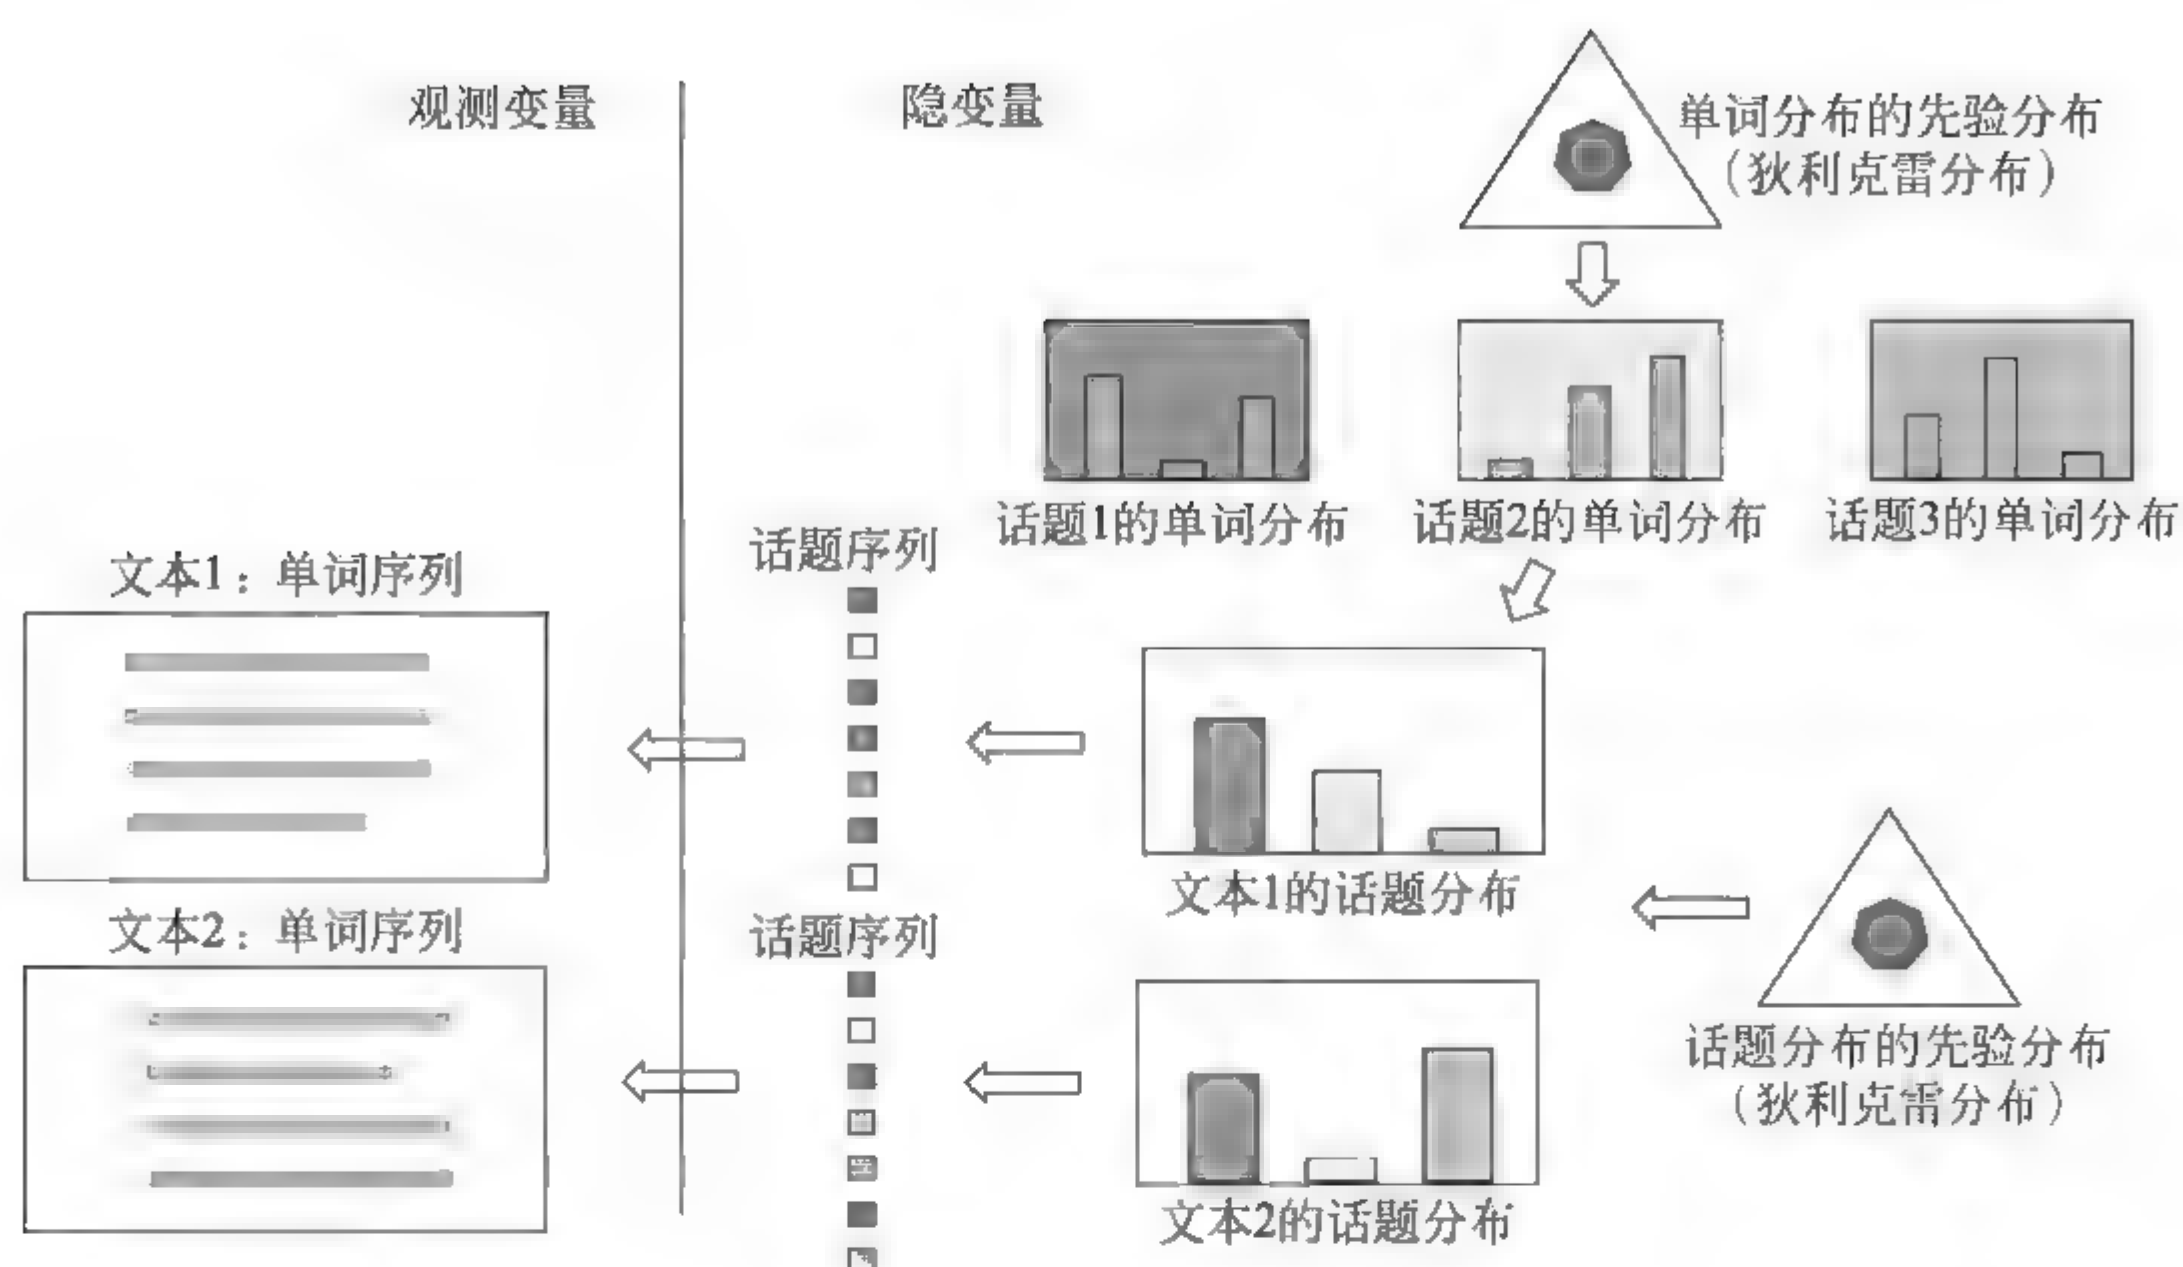 观测变量
隐变量
单词分布的先验分布
（狄利克雷分布）
话题1的单词分布
话题2的单词分布
话题3的单词分布
话题序列
文本1：单词序列
文本1的话题分布
文本2：单词序列
话题序列
话题分布的先验分布
（狄利克雷分布）
文本2的话题分布